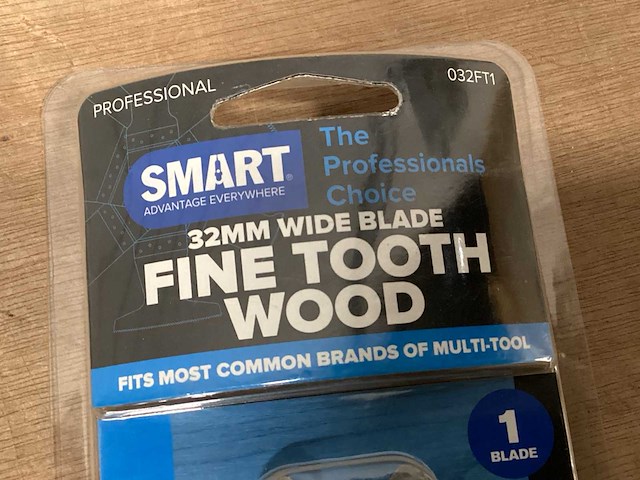 PROFESSIONAL
032FT1
SMART®
ADVANTAGE EVERYWHERE
The
Professionals
Choice
32MM WIDE BLADE
FINE TOOTH
WOOD
FITS MOST COMMON BRANDS OF MULTI-TOOL
1
BLADE